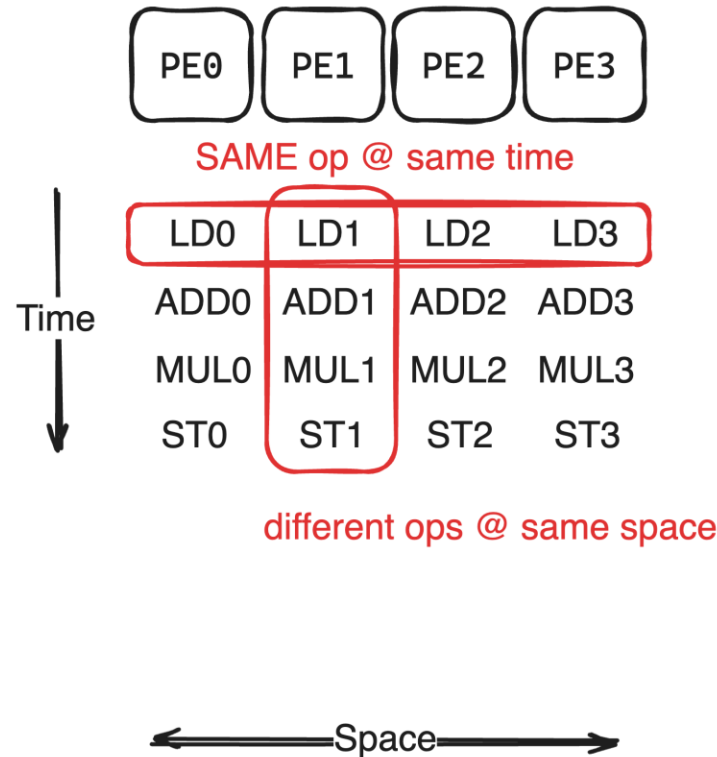 PE0 PE1 PE2 PE3
SAME op @ same time
LD0 LD1 LD2 LD3
Time
ADD0 ADD1 ADD2 ADD3
MUL0 MUL1 MUL2 MUL3
ST0 ST1 ST2 ST3
different ops @ same space
Space